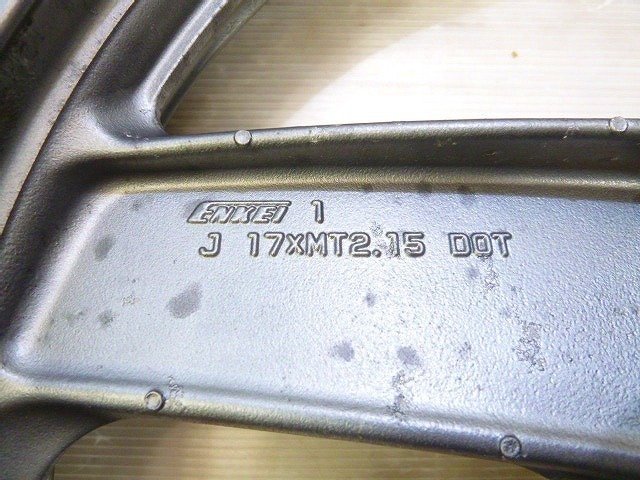 ENKEI 1
J 17XMT2.15 DOT